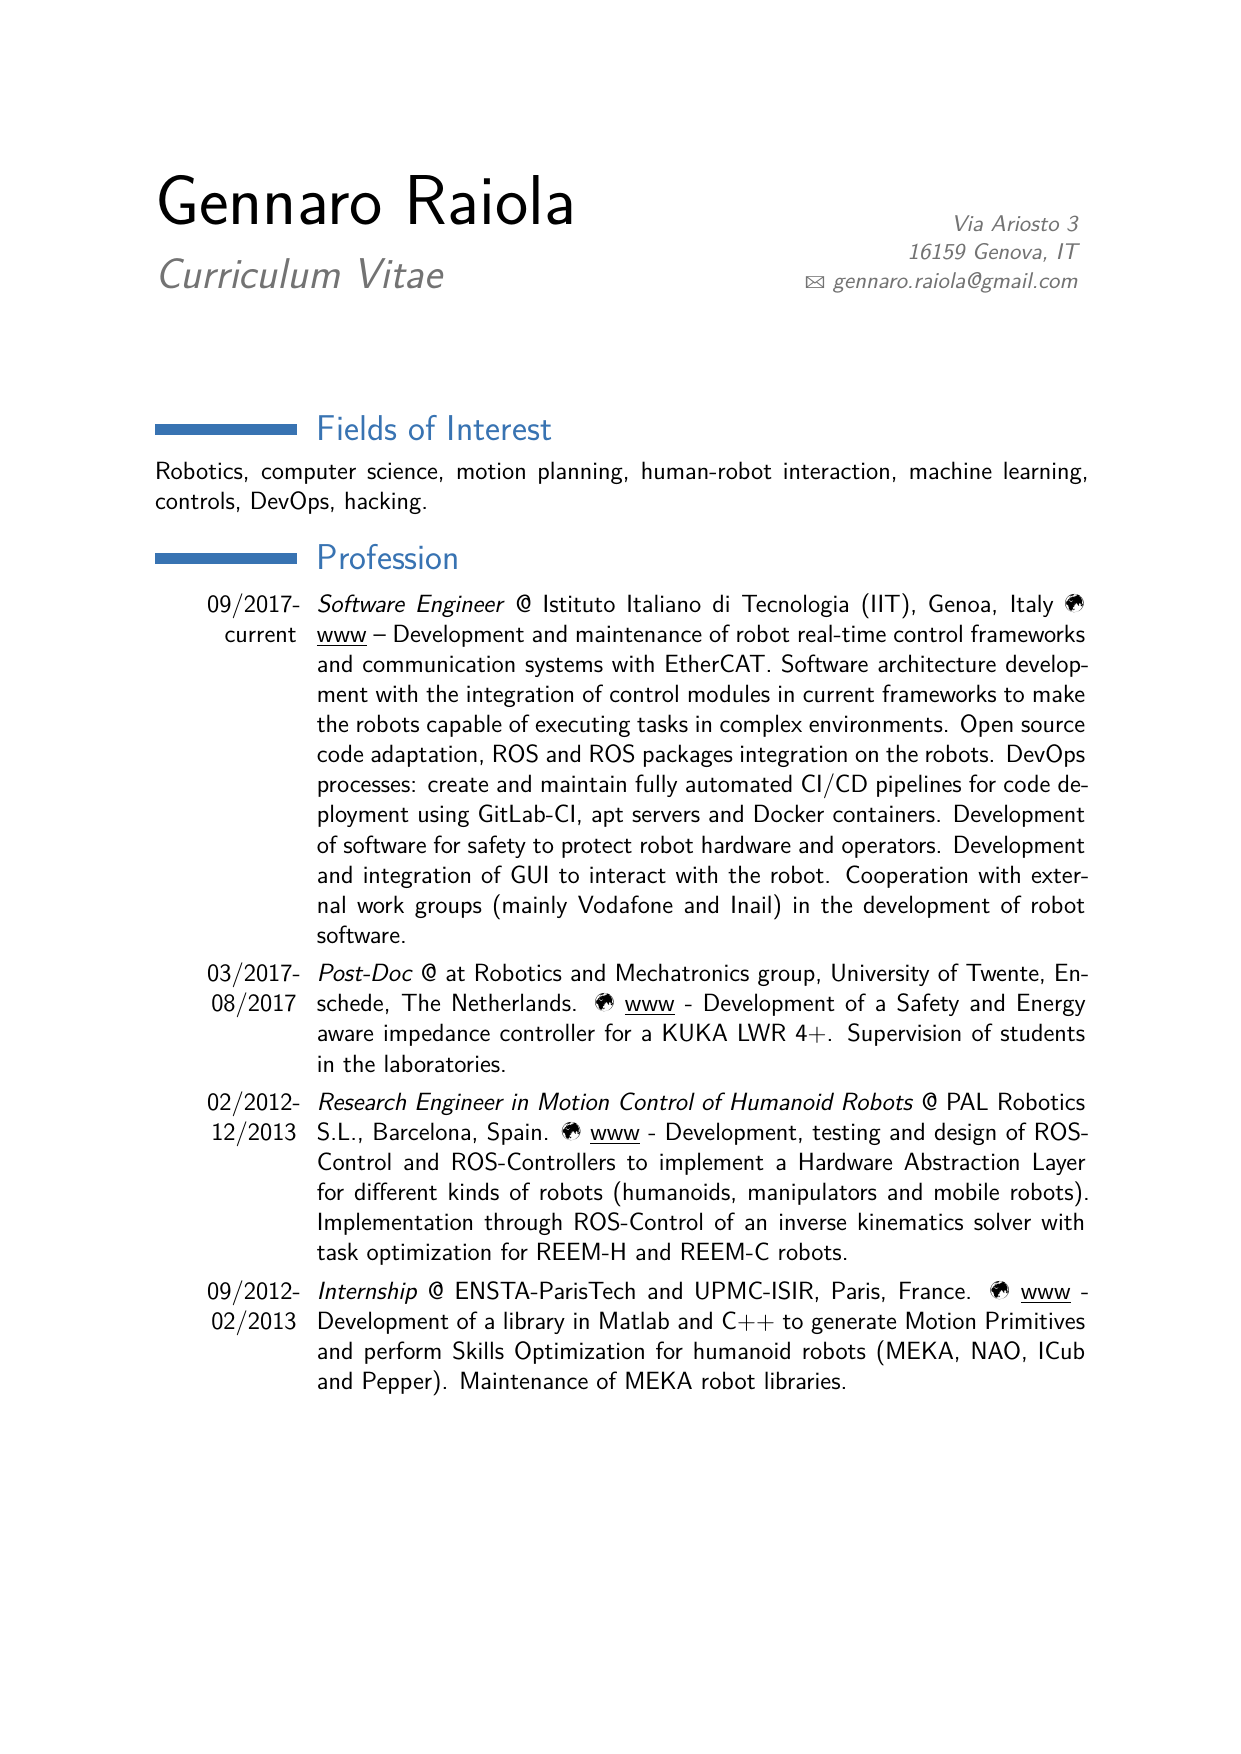 Gennaro Raiola
Curriculum Vitae
Via Ariosto 3
16159 Genova, IT
✉ gennaro.raiola@gmail.com
Fields of Interest
Robotics, computer science, motion planning, human-robot interaction, machine learning,
controls, DevOps, hacking.
Profession
09/2017-
current
Software Engineer @ Istituto Italiano di Tecnologia (IIT), Genoa, Italy
www – Development and maintenance of robot real-time control frameworks
and communication systems with EtherCAT. Software architecture develop-
ment with the integration of control modules in current frameworks to make
the robots capable of executing tasks in complex environments. Open source
code adaptation, ROS and ROS packages integration on the robots. DevOps
processes: create and maintain fully automated CI/CD pipelines for code de-
ployment using GitLab-CI, apt servers and Docker containers. Development
of software for safety to protect robot hardware and operators. Development
and integration of GUI to interact with the robot. Cooperation with exter-
nal work groups (mainly Vodafone and Inail) in the development of robot
software.
03/2017-
08/2017
Post-Doc @ at Robotics and Mechatronics group, University of Twente, En-
schede, The Netherlands. www - Development of a Safety and Energy
aware impedance controller for a KUKA LWR 4+. Supervision of students
in the laboratories.
02/2012-
12/2013
Research Engineer in Motion Control of Humanoid Robots @ PAL Robotics
S.L., Barcelona, Spain. www - Development, testing and design of ROS-
Control and ROS-Controllers to implement a Hardware Abstraction Layer
for different kinds of robots (humanoids, manipulators and mobile robots).
Implementation through ROS-Control of an inverse kinematics solver with
task optimization for REEM-H and REEM-C robots.
09/2012-
02/2013
Internship @ ENSTA-ParisTech and UPMC-ISIR, Paris, France. www -
Development of a library in Matlab and C++ to generate Motion Primitives
and perform Skills Optimization for humanoid robots (MEKA, NAO, ICub
and Pepper). Maintenance of MEKA robot libraries.